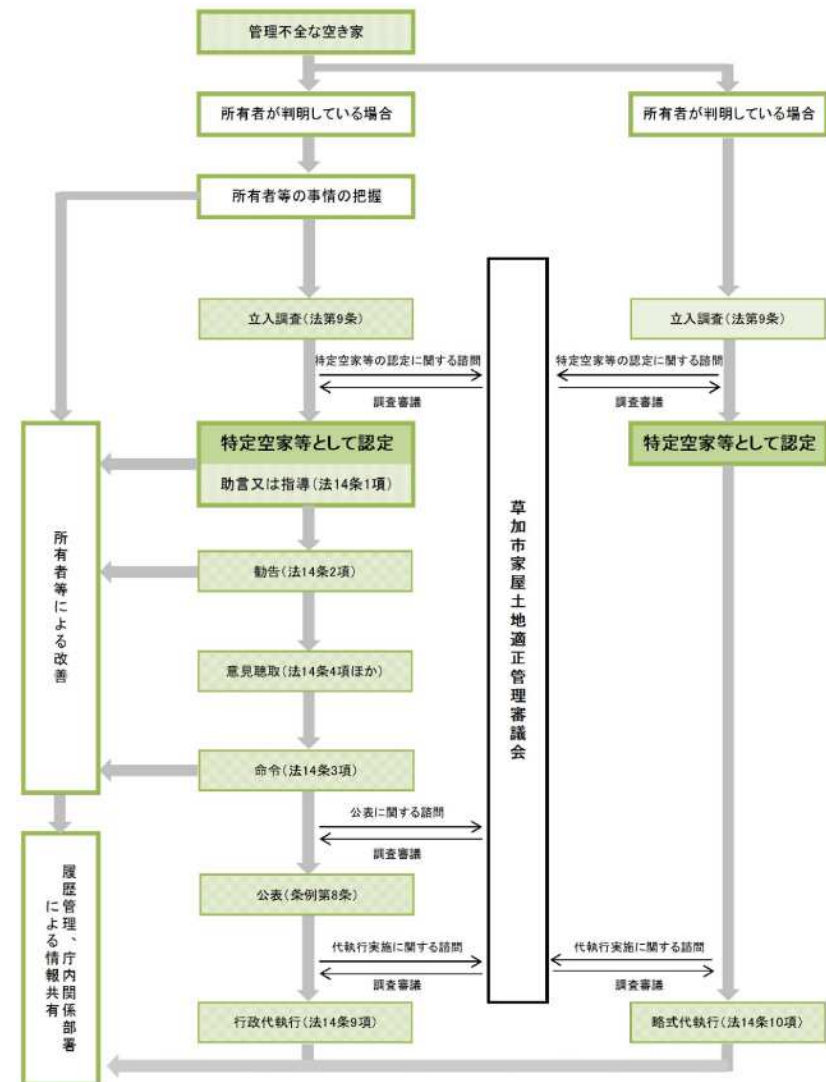 管理不全な空き家
所有者が判明している場合
所有者が判明している場合
所有者等の事情の把握
立入調査(法第9条)
立入調査(法第9条)
特定空家等の認定に関する諮問
調査審議
特定空家等の認定に関する諮問
調査審議
特定空家等として認定
助言又は指導(法14条1項)
特定空家等として認定
草加市家屋土地適正管理審議会
所有者等による改善
勧告(法14条2項)
意見聴取(法14条4項ほか)
命令(法14条3項)
公表に関する諮問
調査審議
履歴管理、庁内関係部署
による情報共有
公表(条例第8条)
代執行実施に関する諮問
調査審議
代執行実施に関する諮問
調査審議
行政代執行(法14条9項)
略式代執行(法14条10項)